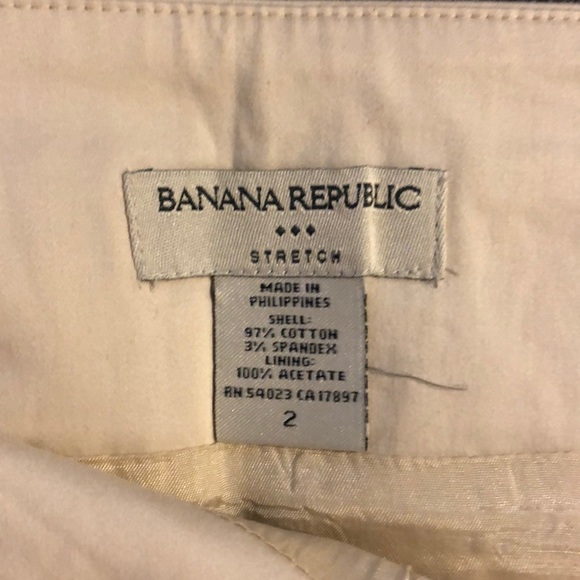 BANANA REPUBLIC
STRETCH
MADE IN
PHILIPPINES
SHELL:
97% COTTON
3% SPANDEX
LINING:
100% ACETATE
RN 54023 CA 17897
2